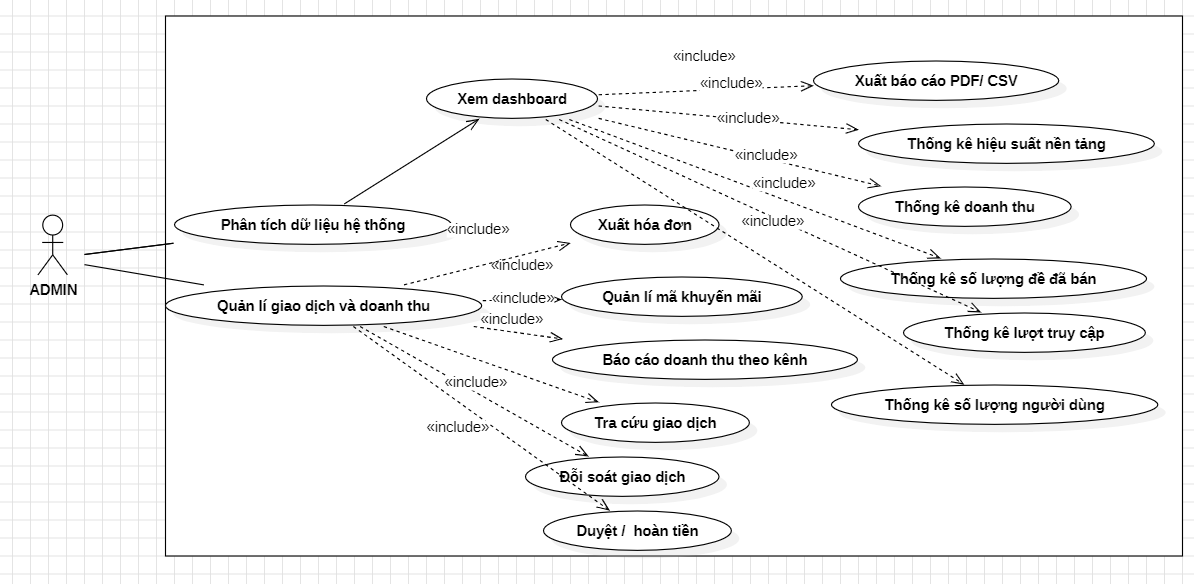 «include»
Xuất báo cáo PDF/ CSV
«include»
Xem dashboard
«include»
Thống kê hiệu suất nền tảng
«include»
«include»
Thống kê doanh thu
«include»
Phân tích dữ liệu hệ thống
«include»
Xuất hóa đơn
«include»
Thống kê số lượng đề đã bán
ADMIN
Quản lí giao dịch và doanh thu
«include»
Quản lí mã khuyến mãi
«include»
Thống kê lượt truy cập
Báo cáo doanh thu theo kênh
«include»
Thống kê số lượng người dùng
Tra cứu giao dịch
«include»
Đối soát giao dịch
Duyệt / hoàn tiền